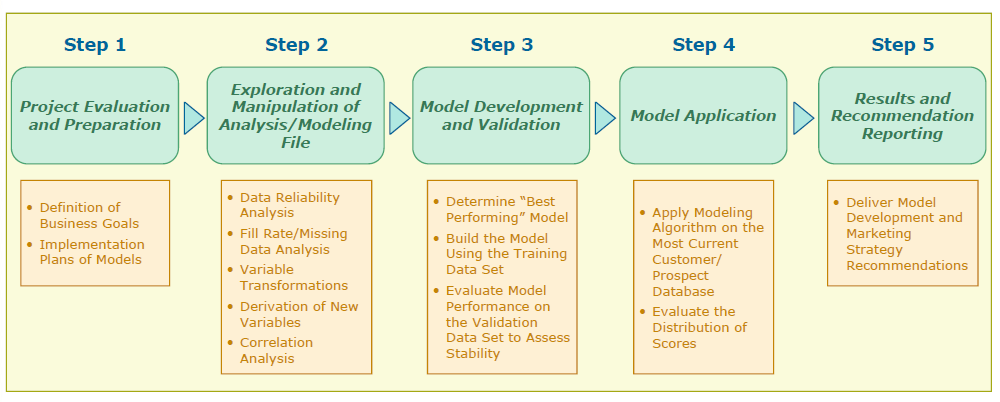 Step 1
Step 2
Step 3
Step 4
Step 5
Project Evaluation
and Preparation
Exploration and
Manipulation of
Analysis/Modeling
File
Model Development
and Validation
Model Application
Results and
Recommendation
Reporting
• Definition of
Business Goals
• Implementation
Plans of Models
• Data Reliability
Analysis
• Fill Rate/Missing
Data Analysis
• Variable
Transformations
• Derivation of New
Variables
• Correlation
Analysis
• Determine “Best
Performing” Model
• Build the Model
Using the Training
Data Set
• Evaluate Model
Performance on
the Validation
Data Set to Assess
Stability
• Apply Modeling
Algorithm on the
Most Current
Customer/
Prospect
Database
• Evaluate the
Distribution of
Scores
• Deliver Model
Development and
Marketing
Strategy
Recommendations